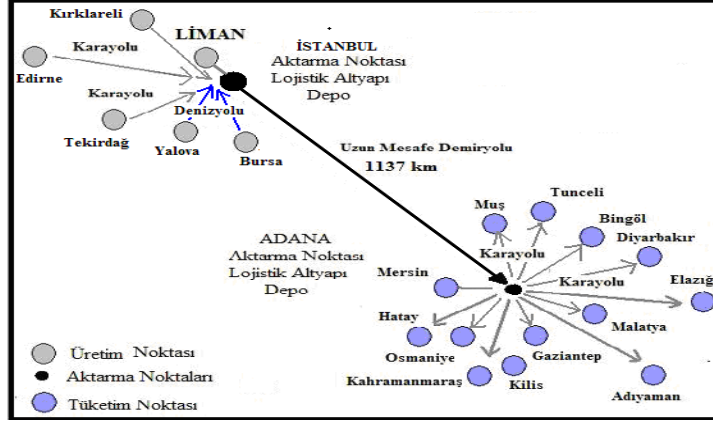 Kırklareli
LİMAN
Karayolu
İSTANBUL
Aktarma Noktası
Lojistik Altyapı
Depo
Edirne
Karayolu
Denizyolu
Tekirdağ
Yalova
Bursa
Uzun Mesafe Demiryolu
1137 km
Tunceli
Muş
Bingöl
Diyarbakır
Karayolu
ADANA
Aktarma Noktası
Lojistik Altyapı
Depo
Mersin
Karayolu
Elazığ
Hatay
Malatya
Osmaniye
Gaziantep
Kahramanmaraş
Kilis
Adıyaman
Üretim Noktası
Aktarma Noktaları
Tüketim Noktası